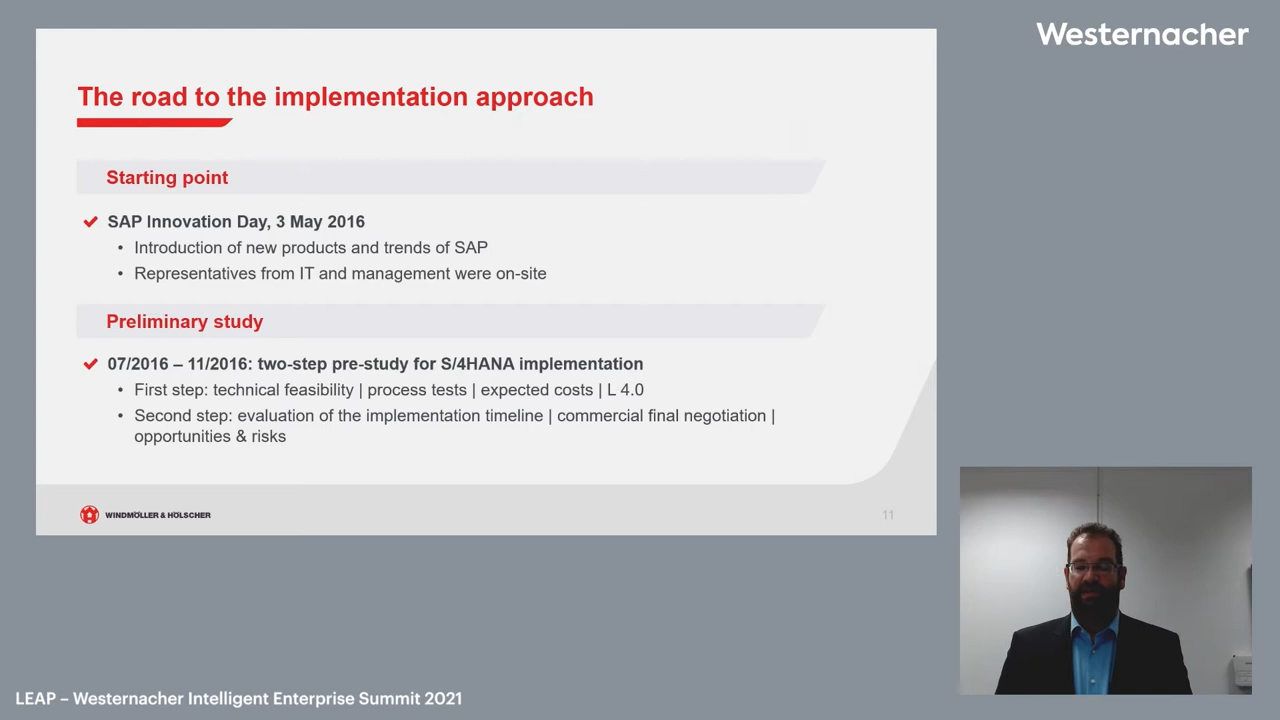 Westernacher
The road to the implementation approach
Starting point
SAP Innovation Day, 3 May 2016
• Introduction of new products and trends of SAP
• Representatives from IT and management were on-site
Preliminary study
07/2016 – 11/2016: two-step pre-study for S/4HANA implementation
• First step: technical feasibility | process tests | expected costs | L 4.0
• Second step: evaluation of the implementation timeline | commercial final negotiation |
opportunities & risks
WINDMÖLLER & HÖLSCHER
11
LEAP – Westernacher Intelligent Enterprise Summit 2021